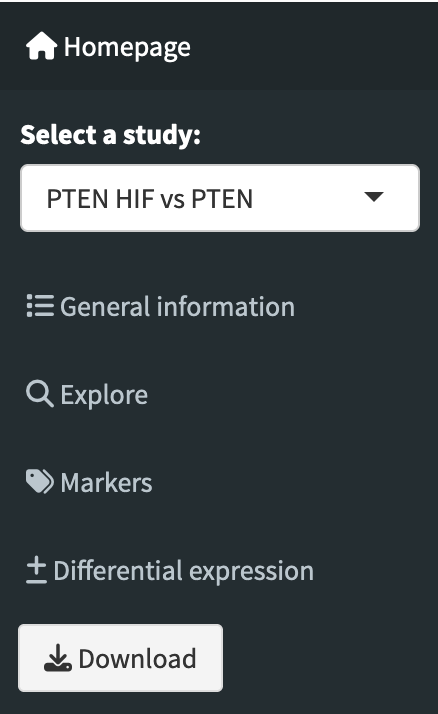 Homepage
Select a study:
PTEN HIF vs PTEN
General information
Explore
Markers
Differential expression
Download